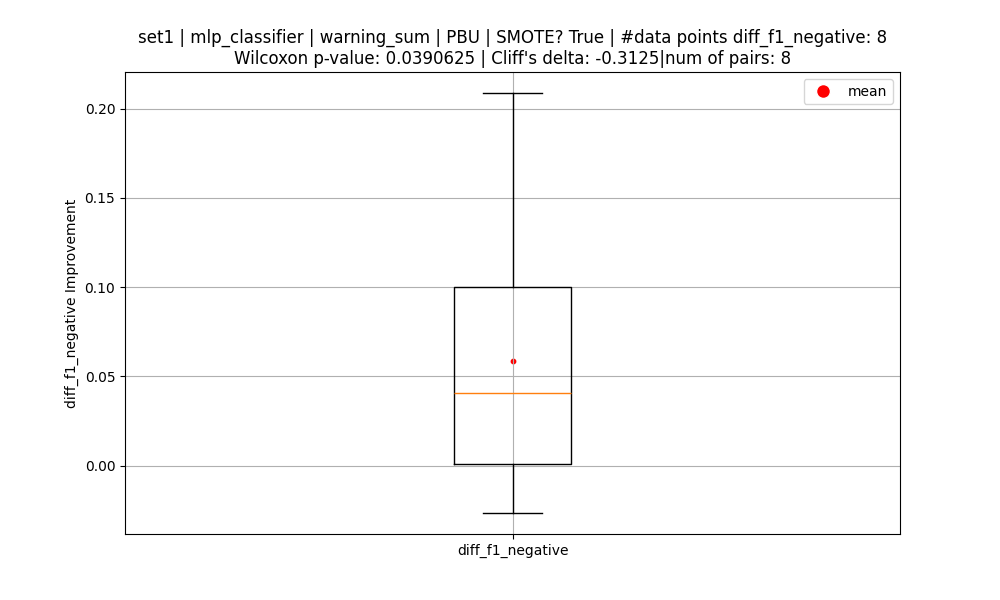 set1 | mlp_classifier | warning_sum | PBU | SMOTE? True | #data points diff_f1_negative: 8
Wilcoxon p-value: 0.0390625 | Cliff's delta: -0.3125|num of pairs: 8
mean
0.20
0.15
0.10
0.05
0.00
diff_f1_negative Improvement
diff_f1_negative